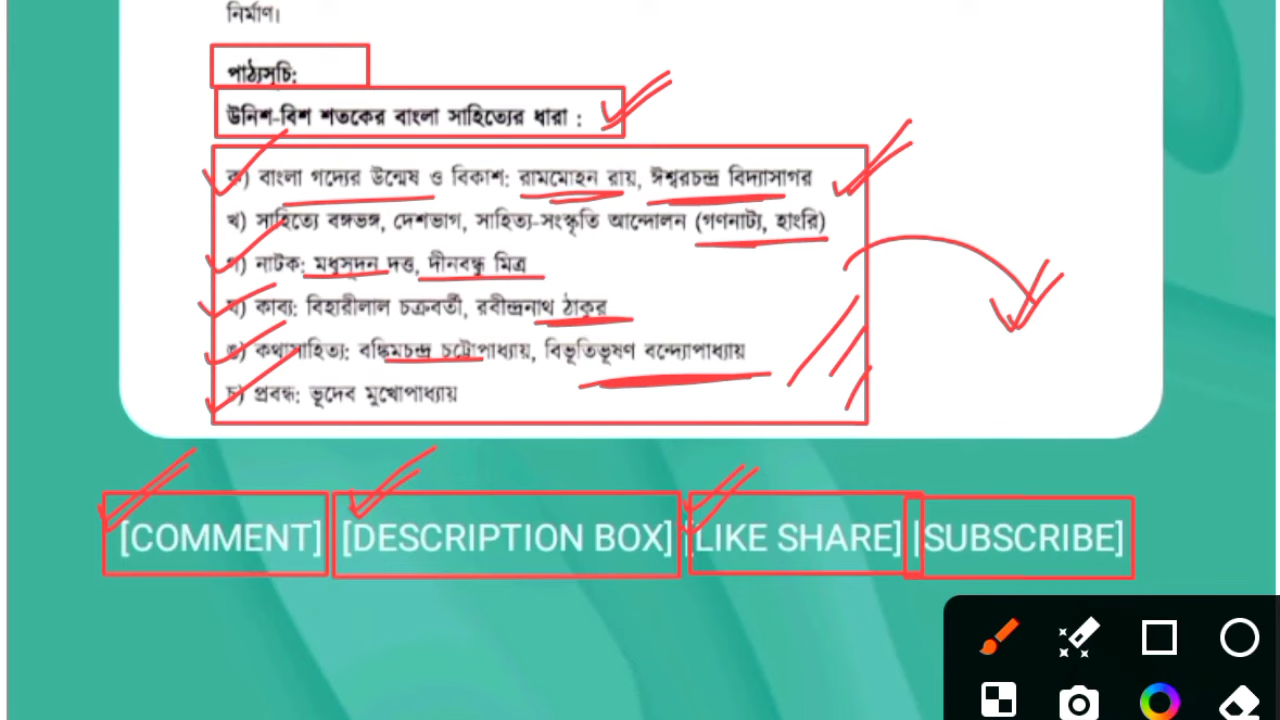 নির্মাণ।
পাঠ্যসূচি:
উনিশ-বিশ শতকের বাংলা সাহিত্যের ধারা :
ক) বাংলা গদ্যের উন্মেষ ও বিকাশ: রামমোহন রায়, ঈশ্বরচন্দ্র বিদ্যাসাগর
খ) সাহিত্যে বঙ্গভঙ্গ, দেশভাগ, সাহিত্য-সংস্কৃতি আন্দোলন (গণনাট্য, হাংরি)
গ) নাটক: মধুসূদন দত্ত, দীনবন্ধু মিত্র
ঘ) কাব্য: বিহারীলাল চক্রবর্তী, রবীন্দ্রনাথ ঠাকুর
ঙ) কথাসাহিত্য: বঙ্কিমচন্দ্র চট্টোপাধ্যায়, বিভূতিভূষণ বন্দ্যোপাধ্যায়
চ) প্রবন্ধ: ভূদেব মুখোপাধ্যায়
[COMMENT] [DESCRIPTION BOX] [LIKE SHARE] [SUBSCRIBE]